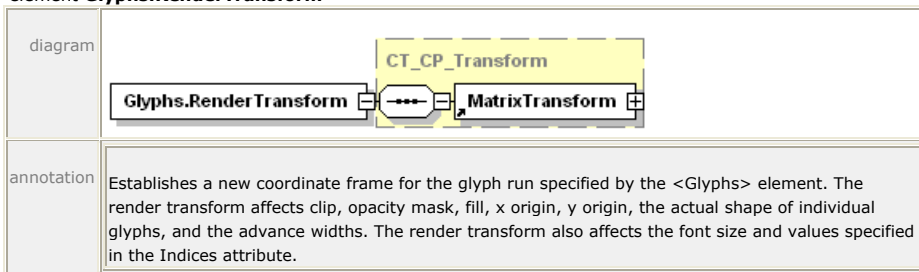 element Glyphs.RenderTransform
diagram
CT_CP_Transform
Glyphs.RenderTransform
MatrixTransform
annotation
Establishes a new coordinate frame for the glyph run specified by the <Glyphs> element. The
render transform affects clip, opacity mask, fill, x origin, y origin, the actual shape of individual
glyphs, and the advance widths. The render transform also affects the font size and values specified
in the Indices attribute.